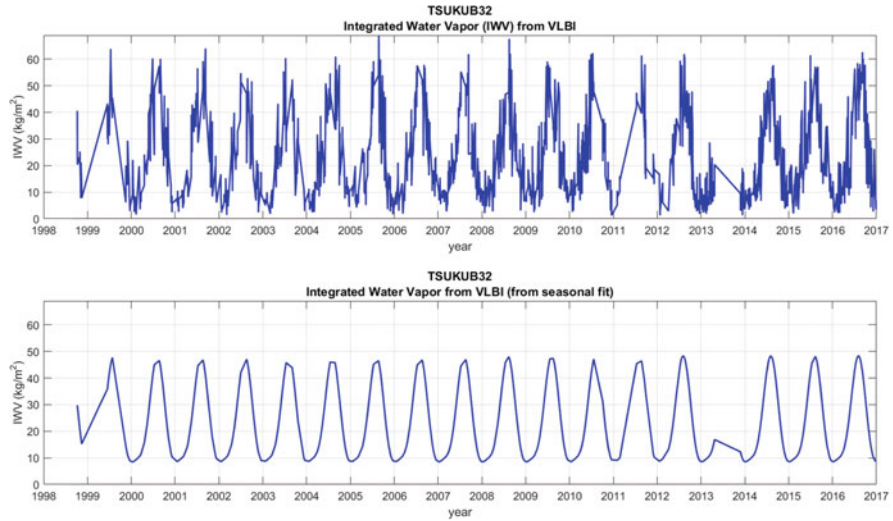 TSUKUB32
Integrated Water Vapor (IWV) from VLBI
IWV (kg/m²)
60
50
40
30
20
10
0
1998 1999 2000 2001 2002 2003 2004 2005 2006 2007 2008 2009 2010 2011 2012 2013 2014 2015 2016 2017
year
TSUKUB32
Integrated Water Vapor from VLBI (from seasonal fit)
IWV (kg/m²)
60
50
40
30
20
10
0
1998 1999 2000 2001 2002 2003 2004 2005 2006 2007 2008 2009 2010 2011 2012 2013 2014 2015 2016 2017
year